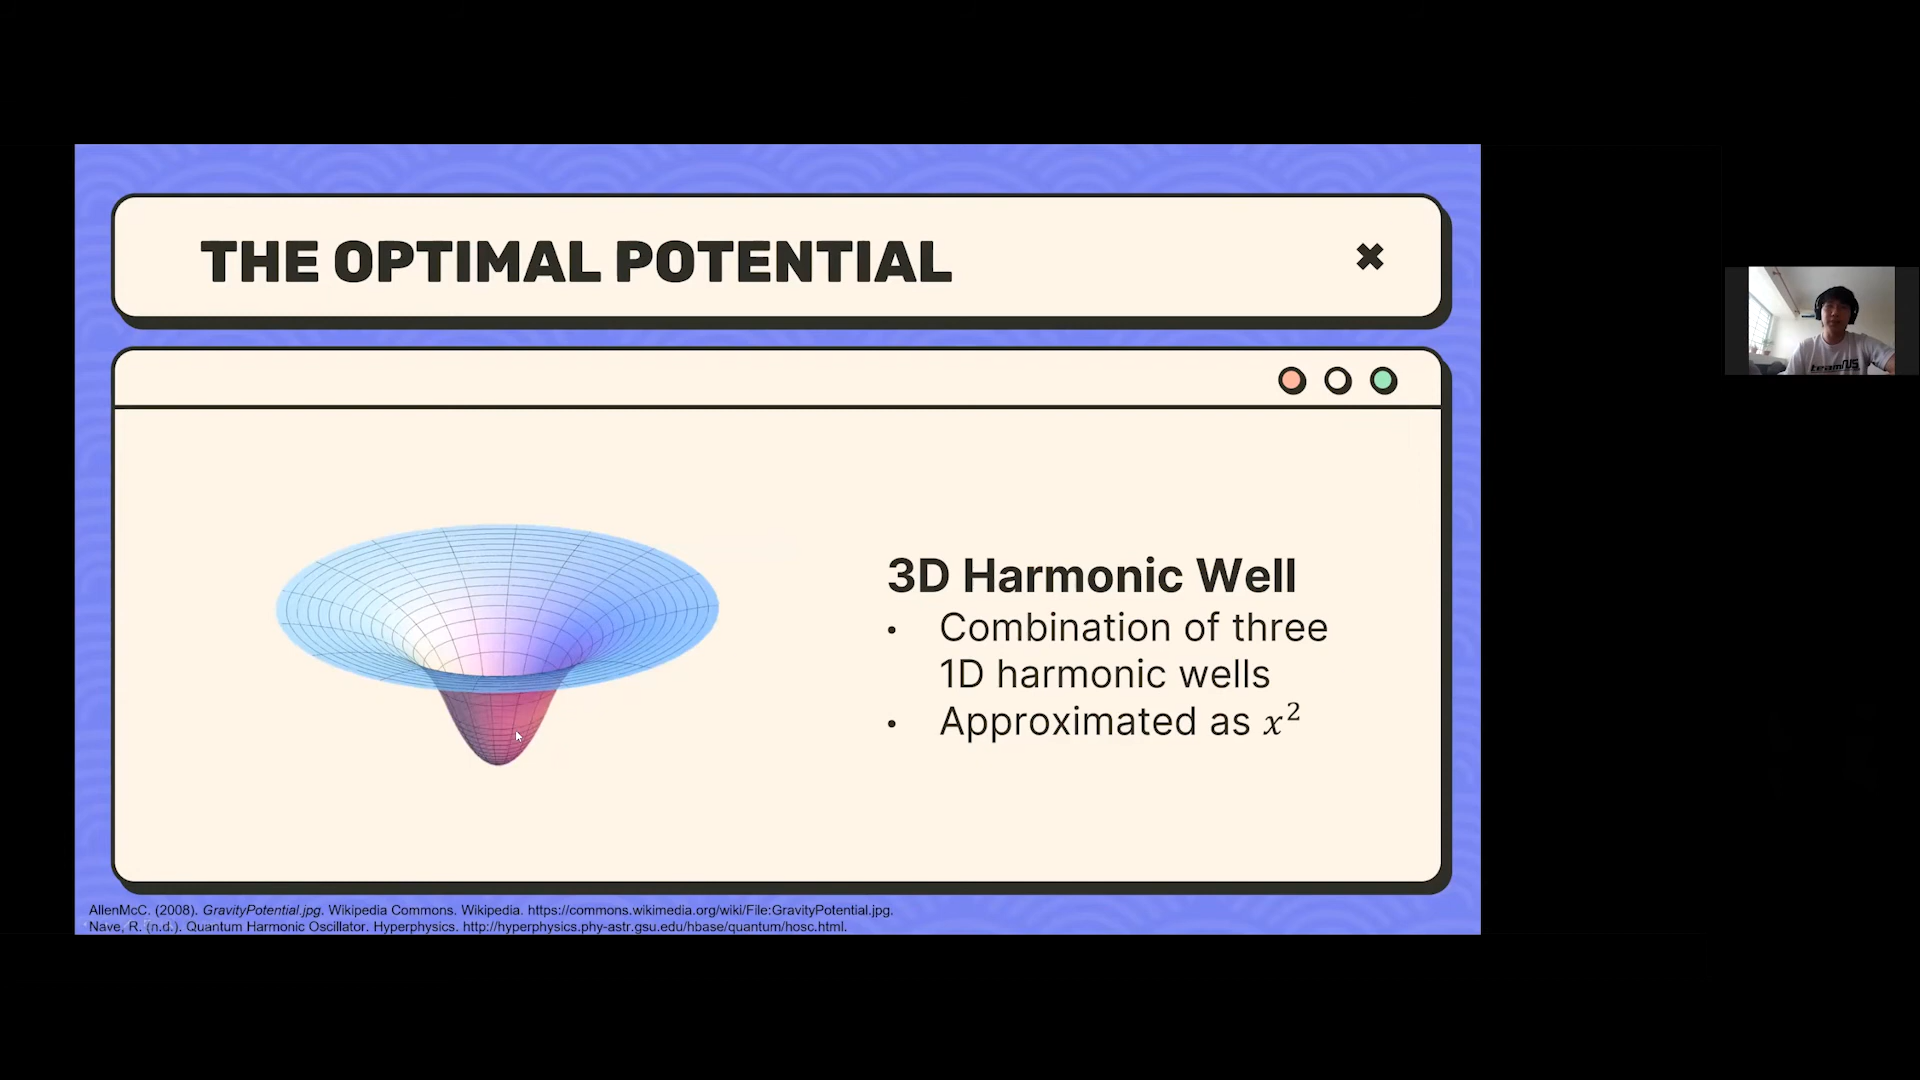 THE OPTIMAL POTENTIAL
3D Harmonic Well
• Combination of three
1D harmonic wells
• Approximated as x²
AllenMcC. (2008). GravityPotential.jpg. Wikipedia Commons. Wikipedia. https://commons.wikimedia.org/wiki/File:GravityPotential.jpg.
Nave, R. (n.d.). Quantum Harmonic Oscillator. Hyperphysics. http://hyperphysics.phy-astr.gsu.edu/hbase/quantum/hosc.html.
teamNS